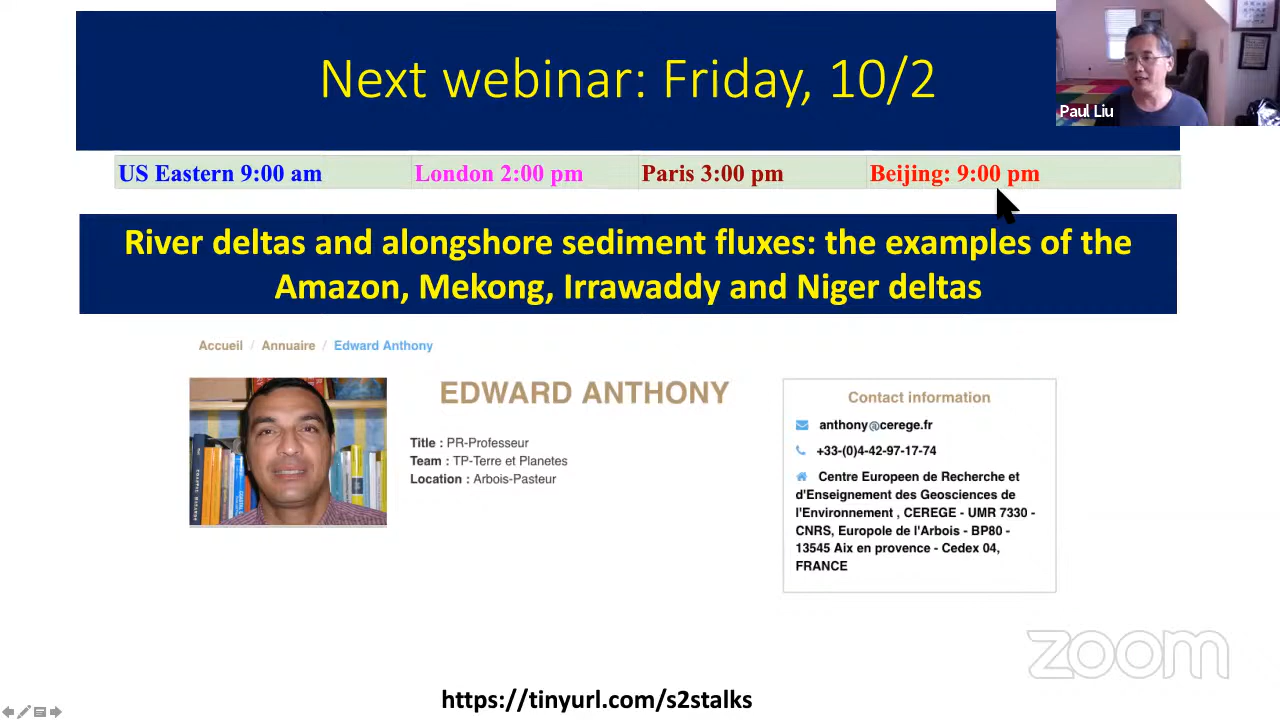 Next webinar: Friday, 10/2
Paul Liu
US Eastern 9:00 am London 2:00 pm Paris 3:00 pm Beijing: 9:00 pm
River deltas and alongshore sediment fluxes: the examples of the
Amazon, Mekong, Irrawaddy and Niger deltas
Accueil / Annuaire / Edward Anthony
EDWARD ANTHONY
Title : PR-Professeur
Team : TP-Terre et Planetes
Location : Arbois-Pasteur
Contact information
anthony@cerege.fr
+33-(0)4-42-97-17-74
Centre Europeen de Recherche et
d'Enseignement des Geosciences de
l'Environnement , CEREGE - UMR 7330 -
CNRS, Europole de l'Arbois - BP80 -
13545 Aix en provence - Cedex 04,
FRANCE
zoom
https://tinyurl.com/s2stalks